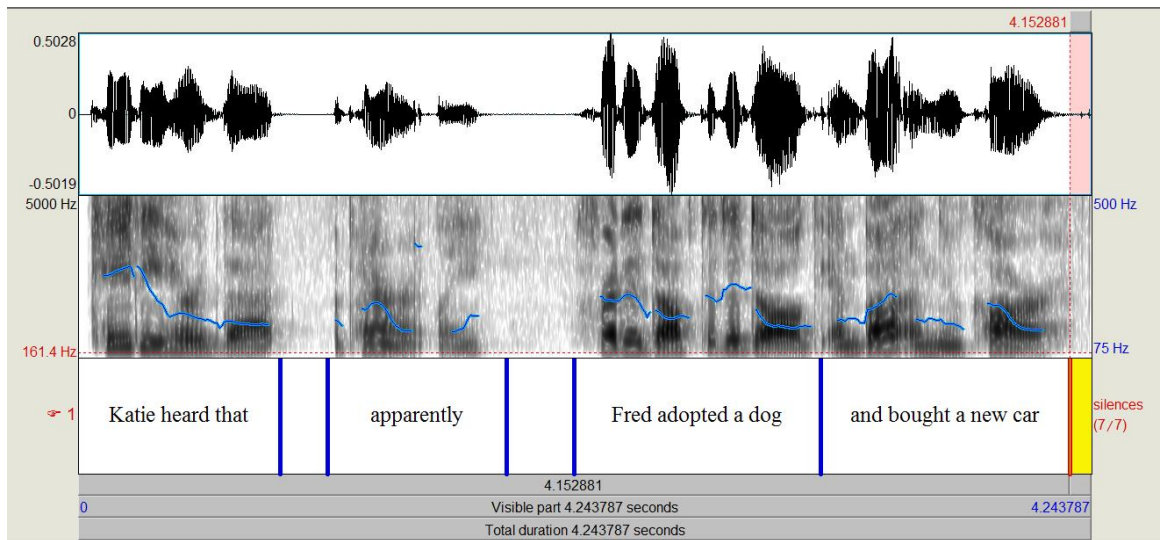 4.152881
0.5028
0
-0.5019
5000 Hz
500 Hz
161.4 Hz
75 Hz
☞ 1
Katie heard that
apparently
Fred adopted a dog
and bought a new car
silences
(7/7)
4.152881
0
Visible part 4.243787 seconds
4.243787
Total duration 4.243787 seconds